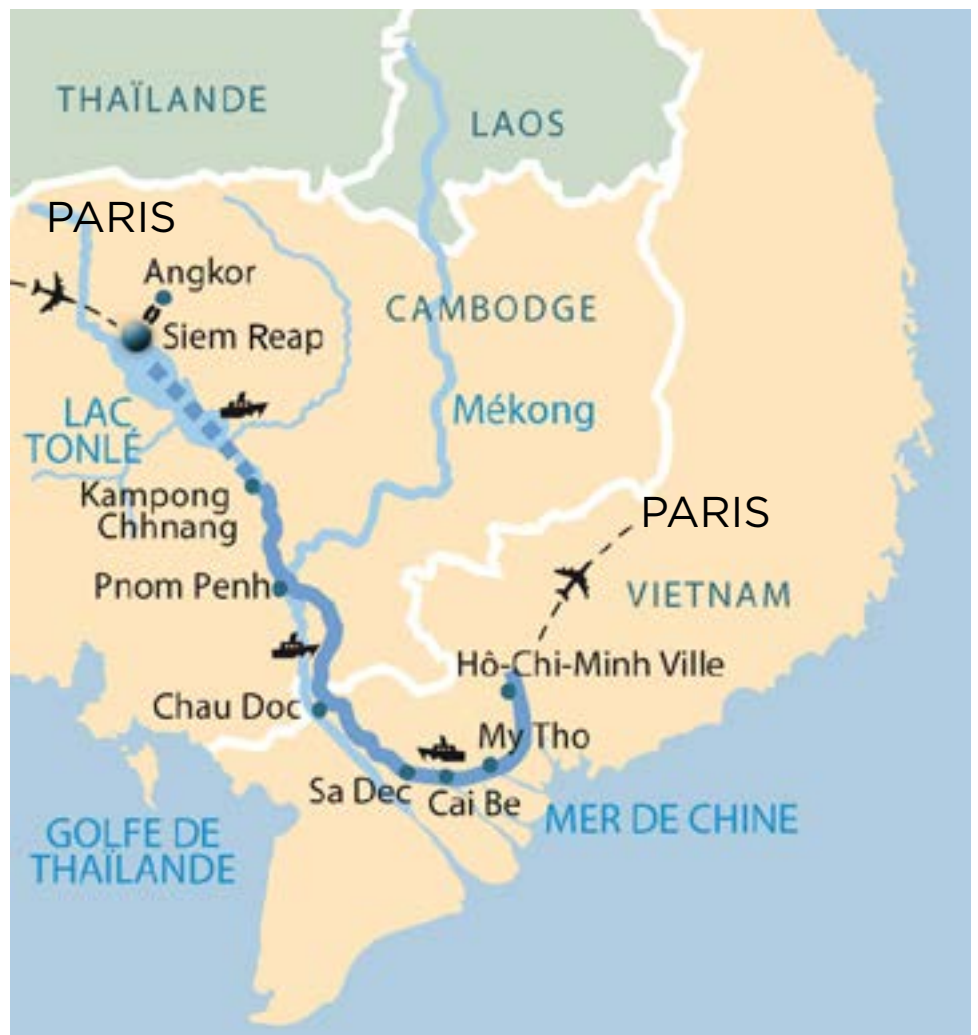 THAÏLANDE
LAOS
PARIS
Angkor
CAMBODGE
Siem Reap
LAC
TONLÉ
Mékong
Kampong
Chhnang
PARIS
Pnom Penh
VIETNAM
Hô-Chi-Minh Ville
Chau Doc
My Tho
Sa Dec
Cai Be
MER DE CHINE
GOLFE DE
THAÏLANDE